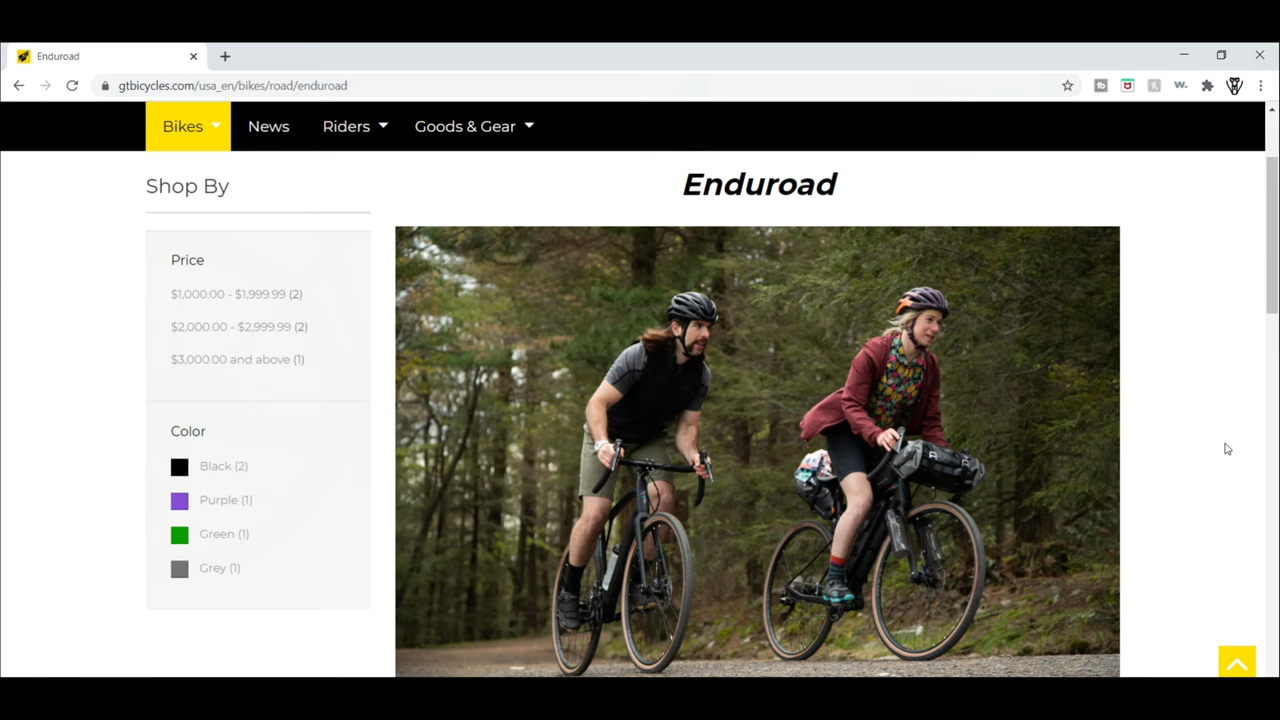 Enduroad
gtbicycles.com/usa_en/bikes/road/enduroad
Bikes News Riders Goods & Gear
Shop By
Enduroad
Price
$1,000.00 - $1,999.99 (2)
$2,000.00 - $2,999.99 (2)
$3,000.00 and above (1)
Color
Black (2)
Purple (1)
Green (1)
Grey (1)